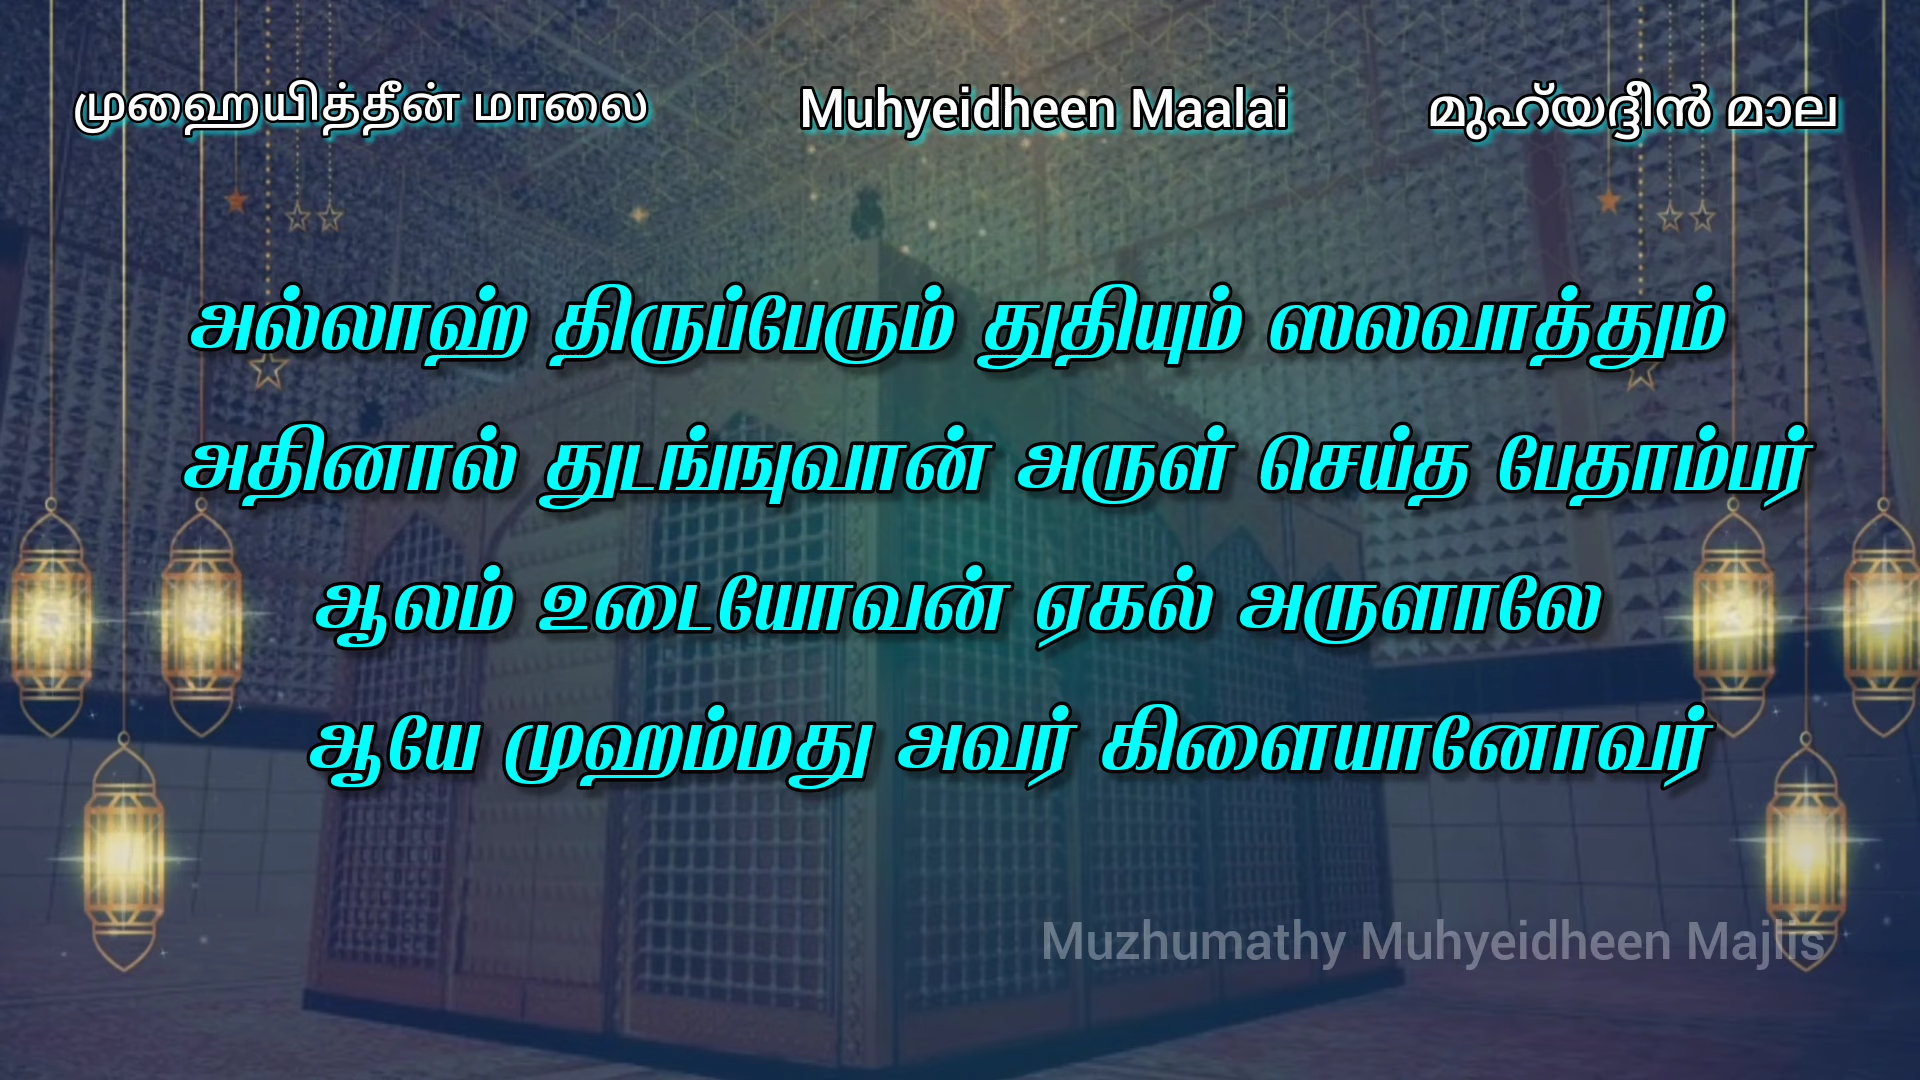 முஹையித்தீன் மாலை Muhyeidheen Maalai മുഹ്‌യദ്ദീൻ മാല
அல்லாஹ் திருப்பேரும் துதியும் ஸலவாத்தும்
அதினால் துடங்ஙுவான் அருள் செய்த பேதாம்பர்
ஆலம் உடையோவன் ஏகல் அருளாலே
ஆயே முஹம்மது அவர் கிளையானோவர்
Muzhumathy Muhyeidheen Majlis